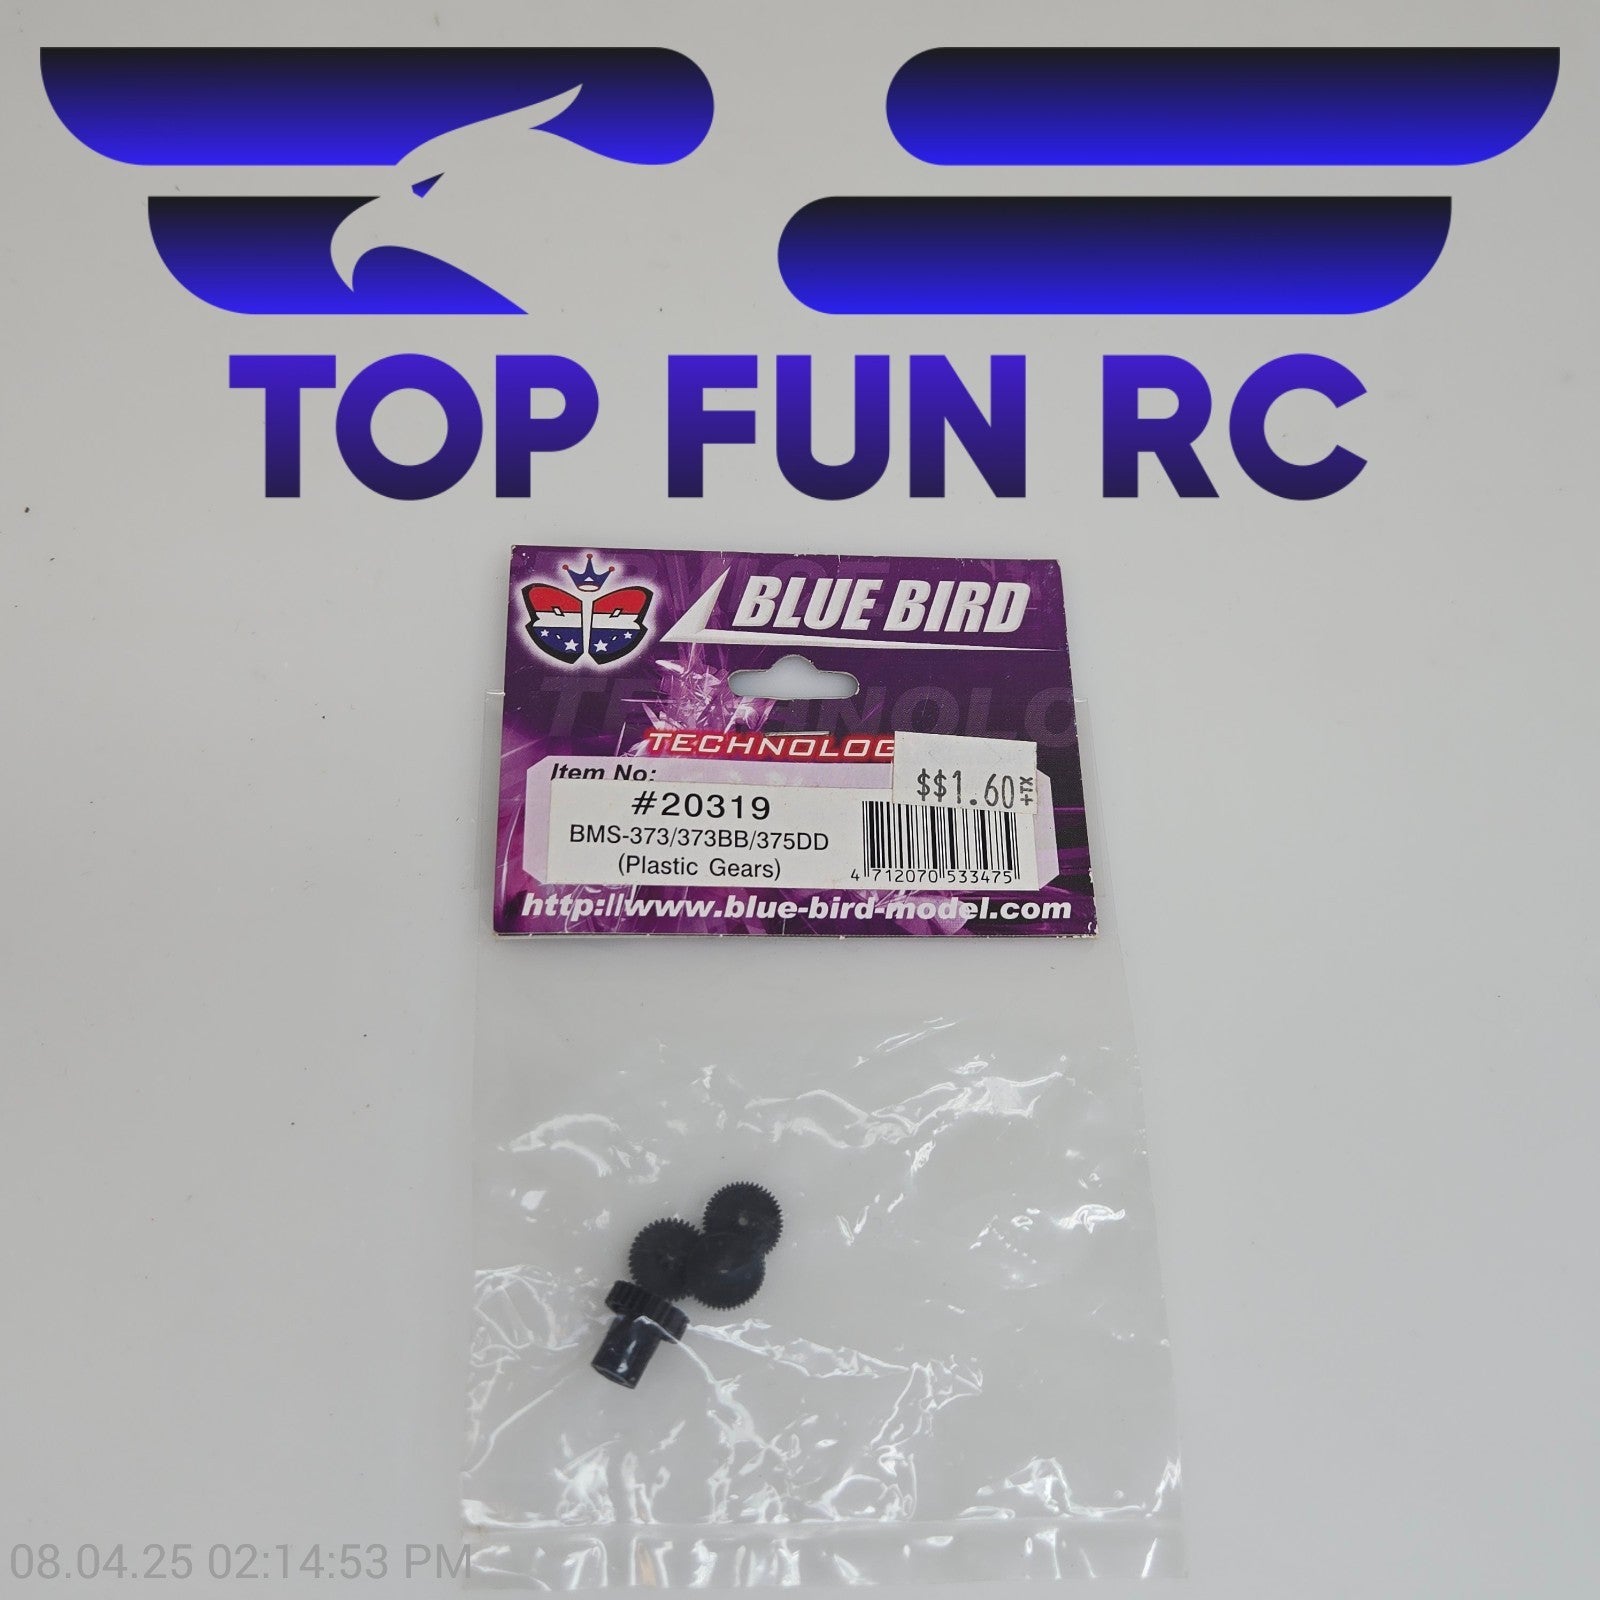 TOP FUN RC
BLUE BIRD
TECHNOLOG
Item No:
$$1.60+TX
#20319
BMS-373/373BB/375DD
(Plastic Gears)
4 712070 533475
http://www.blue-bird-model.com
08.04.25 02:14:53 PM